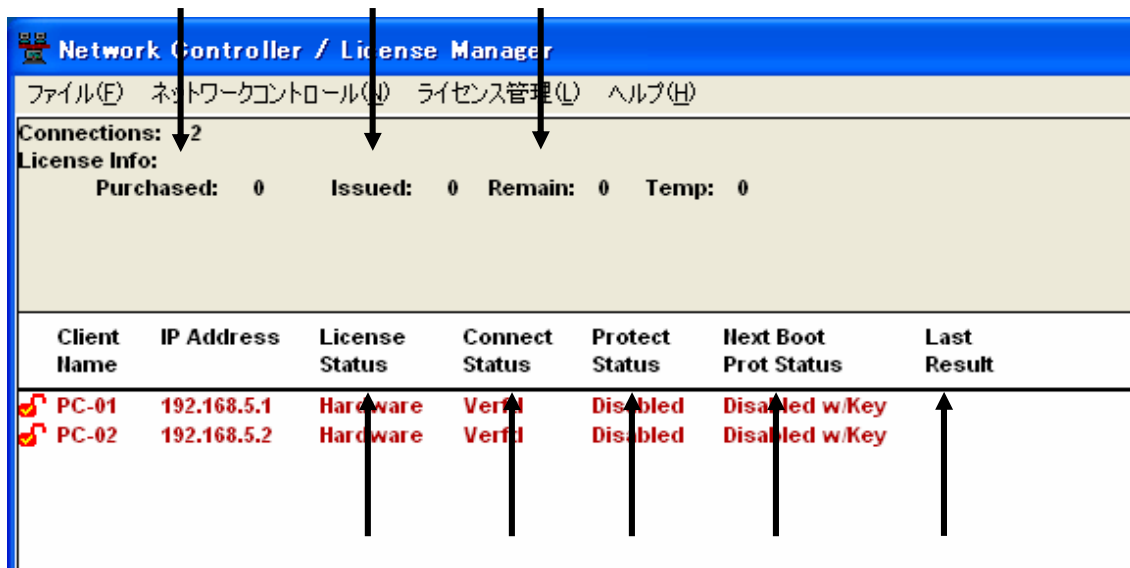 Network Controller / License Manager
ファイル(F) ネットワークコントロール(N) ライセンス管理(L) ヘルプ(H)
Connections: 2
License Info:
Purchased: 0 Issued: 0 Remain: 0 Temp: 0
Client Name IP Address License Status Connect Status Protect Status Next Boot Prot Status Last Result
PC-01 192.168.5.1 Hardware Verfd Disabled Disabled w/Key
PC-02 192.168.5.2 Hardware Verfd Disabled Disabled w/Key